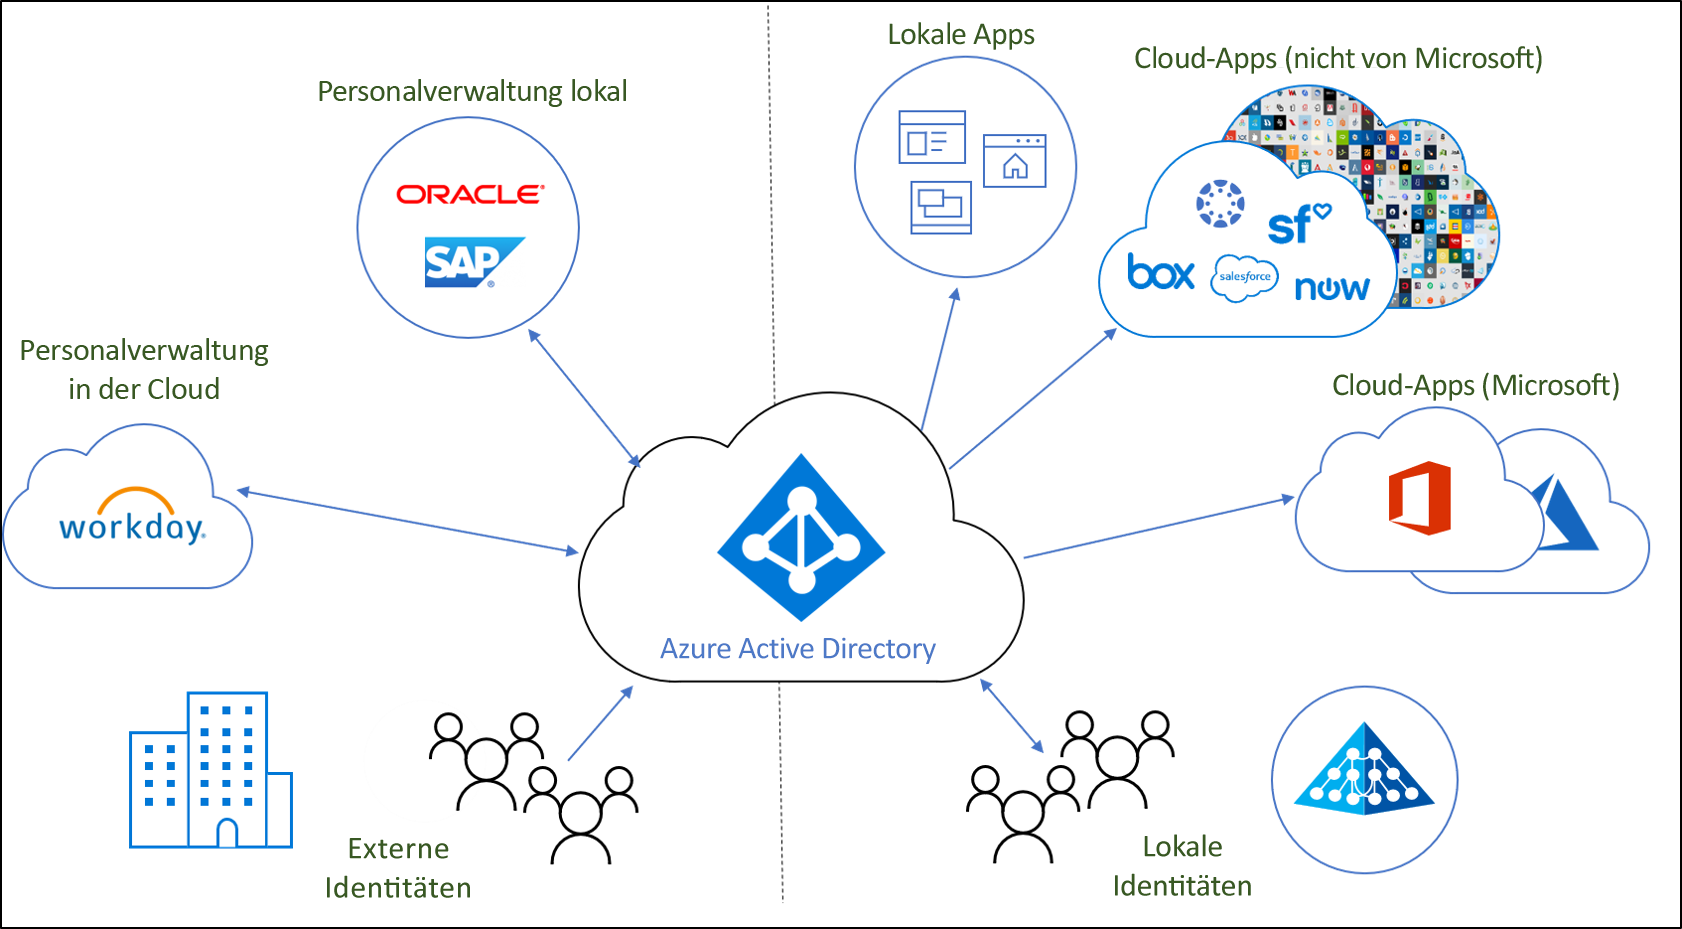 Lokale Apps
Cloud-Apps (nicht von Microsoft)
Personalverwaltung lokal
ORACLE
SAP
sf
box
salesforce
now
Personalverwaltung
in der Cloud
workday.
Cloud-Apps (Microsoft)
Azure Active Directory
Externe
Identitäten
Lokale
Identitäten